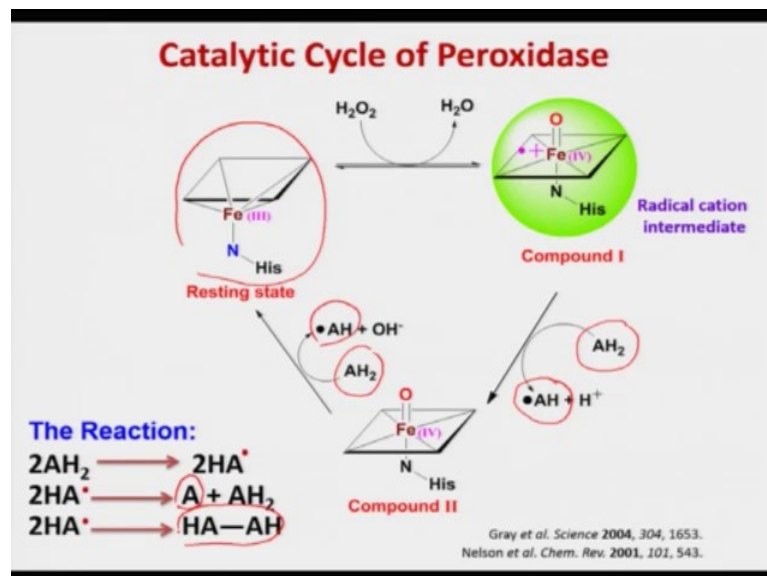 Catalytic Cycle of Peroxidase
H₂O₂ H₂O
O
Fe (IV)
•+
N
His
Radical cation
intermediate
Compound I
Fe (III)
N
His
Resting state
•AH + OH⁻
AH₂
AH₂
•AH + H⁺
O
Fe (IV)
N
His
Compound II
The Reaction:
2AH₂ → 2HA•
2HA• → A + AH₂
2HA• → HA—AH
Gray et al. Science 2004, 304, 1653.
Nelson et al. Chem. Rev. 2001, 101, 543.